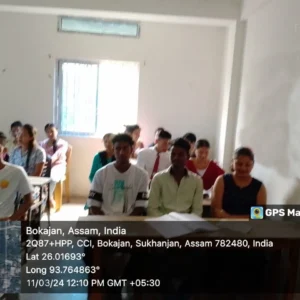 GPS Ma
Bokajan, Assam, India
2Q87+HPP, CCI, Bokajan, Sukhanjan, Assam 782480, India
Lat 26.01693°
Long 93.764863°
11/03/24 12:10 PM GMT +05:30